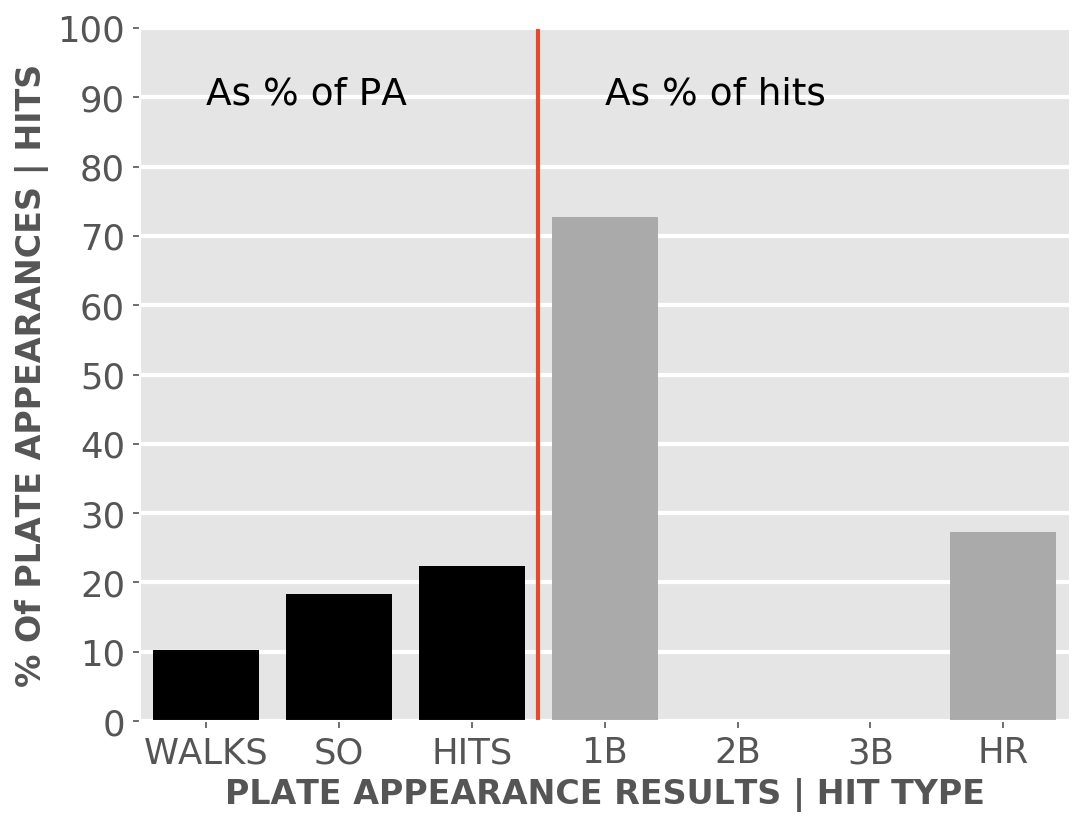 % Of PLATE APPEARANCES | HITS
100
90
80
70
60
50
40
30
20
10
0
As % of PA
As % of hits
WALKS SO HITS 1B 2B 3B HR
PLATE APPEARANCE RESULTS | HIT TYPE